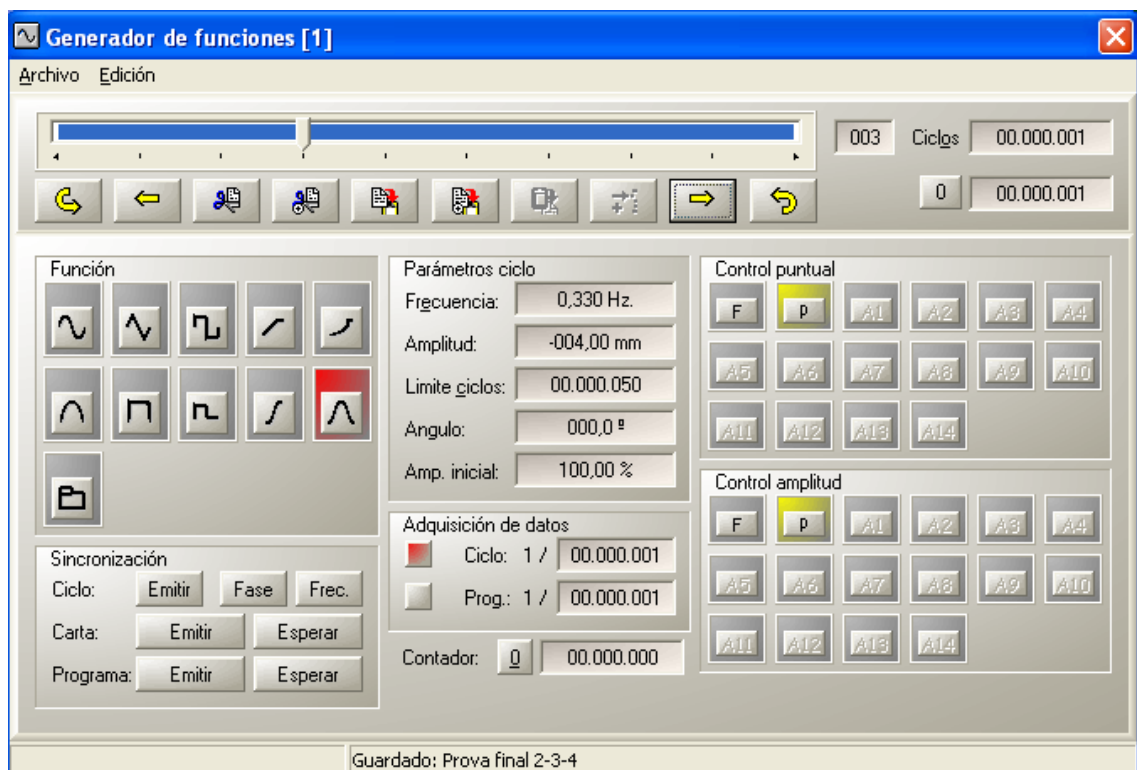 Generador de funciones [1]
Archivo Edición
003 Ciclos 00.000.001
0 00.000.001
Función
Parámetros ciclo
Frecuencia: 0,330 Hz.
Amplitud: -004,00 mm
Limite ciclos: 00.000.050
Angulo: 000,0 º
Amp. inicial: 100,00 %
Control puntual
F P A1 A2 A3 A4
A5 A6 A7 A8 A9 A10
A11 A12 A13 A14
Sincronización
Ciclo: Emitir Fase Frec.
Carta: Emitir Esperar
Programa: Emitir Esperar
Adquisición de datos
Ciclo: 1 / 00.000.001
Prog.: 1 / 00.000.001
Contador: 0 00.000.000
Control amplitud
F P A1 A2 A3 A4
A5 A6 A7 A8 A9 A10
A11 A12 A13 A14
Guardado: Prova final 2-3-4